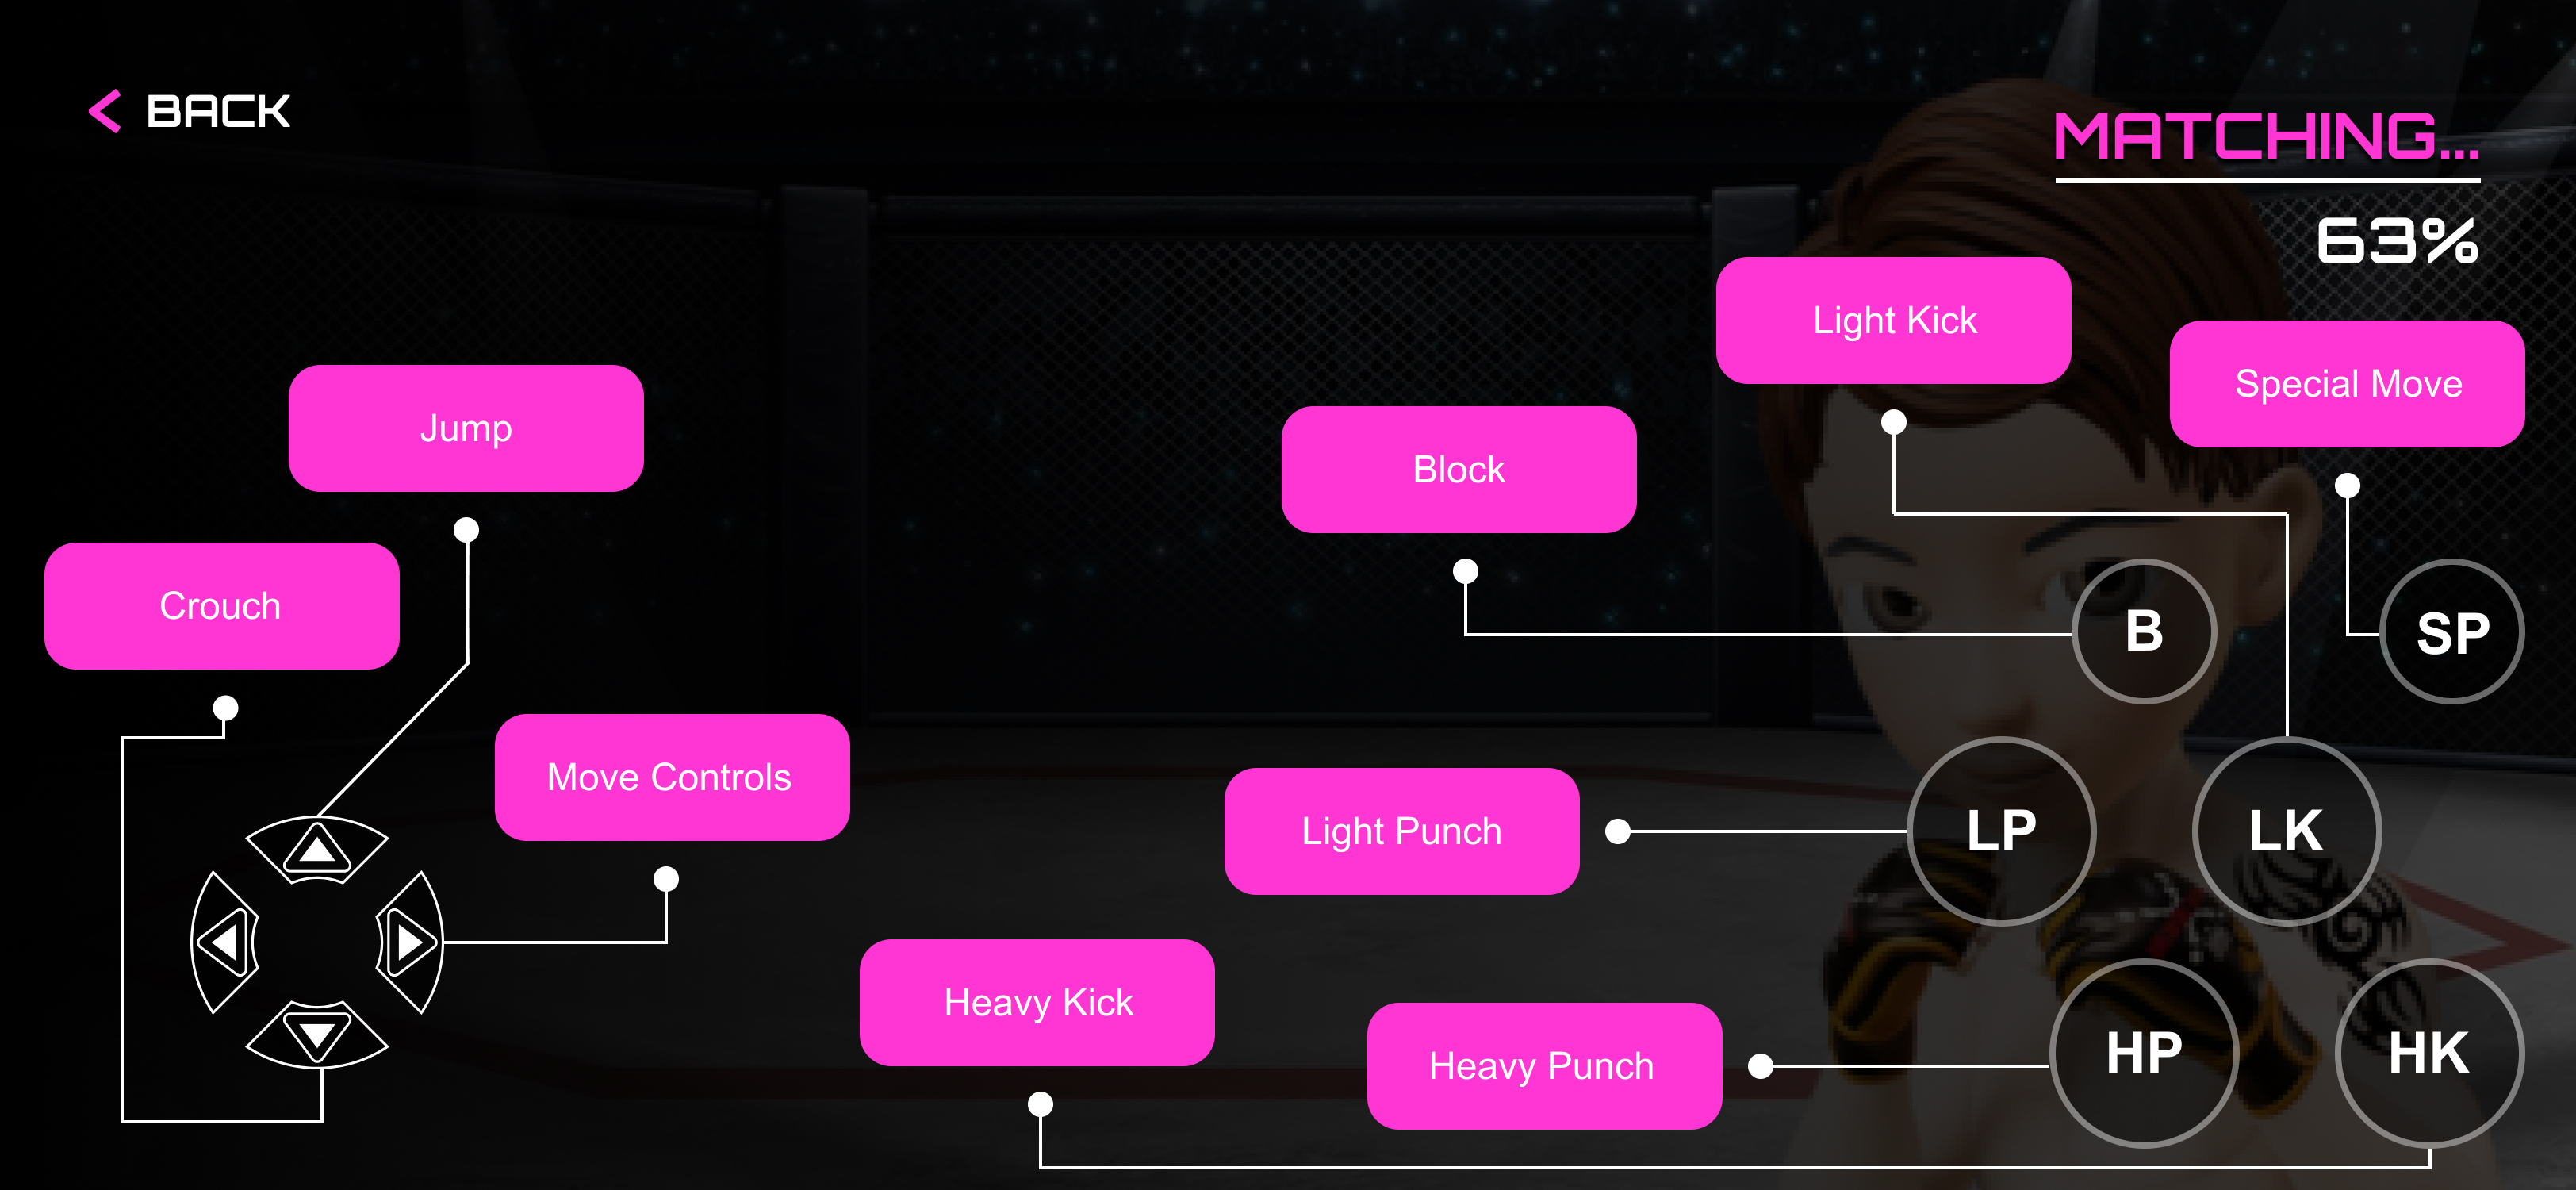 BACK
MATCHING...
63%
Light Kick
Special Move
Jump
Block
Crouch
B
SP
Move Controls
Light Punch
LP
LK
Heavy Kick
Heavy Punch
HP
HK